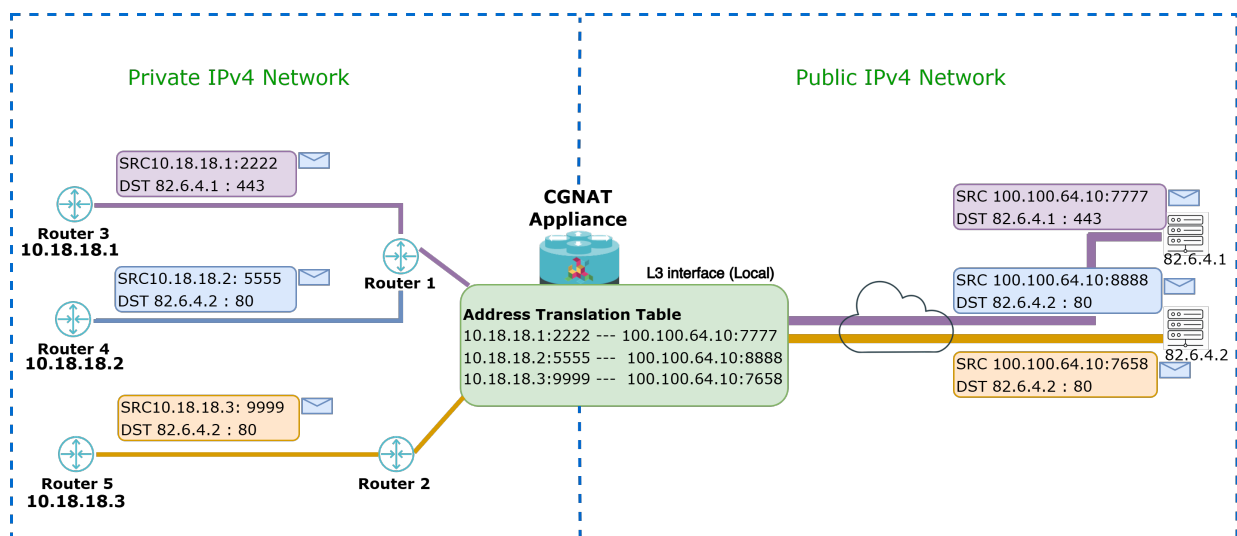 Private IPv4 Network
Public IPv4 Network
SRC10.18.18.1:2222
DST 82.6.4.1 : 443
Router 3
10.18.18.1
Router 1
SRC10.18.18.2: 5555
DST 82.6.4.2 : 80
Router 4
10.18.18.2
SRC10.18.18.3: 9999
DST 82.6.4.2 : 80
Router 5
10.18.18.3
Router 2
CGNAT
Appliance
L3 interface (Local)
Address Translation Table
10.18.18.1:2222 --- 100.100.64.10:7777
10.18.18.2:5555 --- 100.100.64.10:8888
10.18.18.3:9999 --- 100.100.64.10:7658
SRC 100.100.64.10:7777
DST 82.6.4.1 : 443
82.6.4.1
SRC 100.100.64.10:8888
DST 82.6.4.2 : 80
82.6.4.2
SRC 100.100.64.10:7658
DST 82.6.4.2 : 80